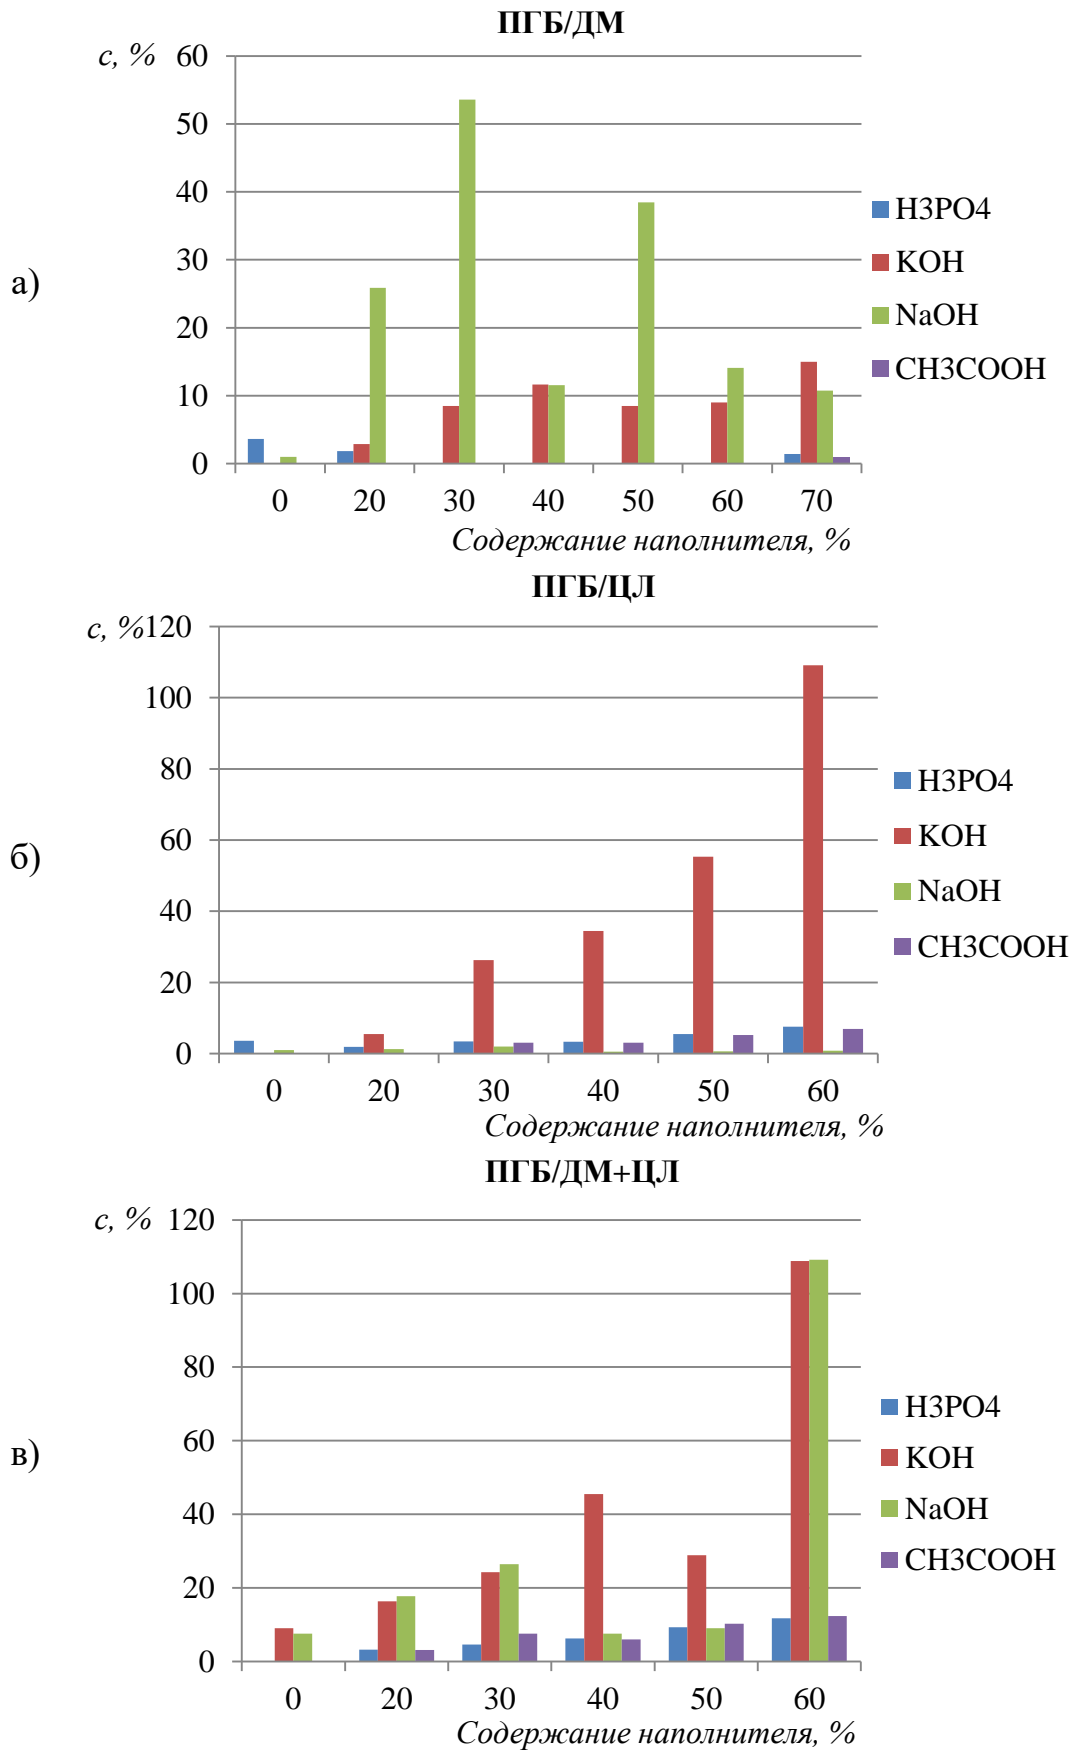 ПГБ/ДМ
с, %
60
50
40
30
20
10
0
а)
H3PO4
KOH
NaOH
CH3COOH
0 20 30 40 50 60 70
Содержание наполнителя, %
ПГБ/ЦЛ
с, %
120
100
80
60
40
20
0
б)
H3PO4
KOH
NaOH
CH3COOH
0 20 30 40 50 60
Содержание наполнителя, %
ПГБ/ДМ+ЦЛ
с, %
120
100
80
60
40
20
0
в)
H3PO4
KOH
NaOH
CH3COOH
0 20 30 40 50 60
Содержание наполнителя, %